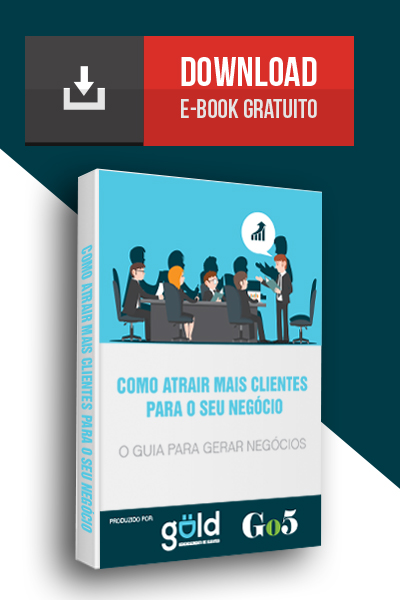 DOWNLOAD
E-BOOK GRATUITO
COMO ATRAIR MAIS CLIENTES PARA O SEU NEGÓCIO
COMO ATRAIR MAIS CLIENTES
PARA O SEU NEGÓCIO
O GUIA PARA GERAR NEGÓCIOS
PRODUZIDO POR:
güld
Go5